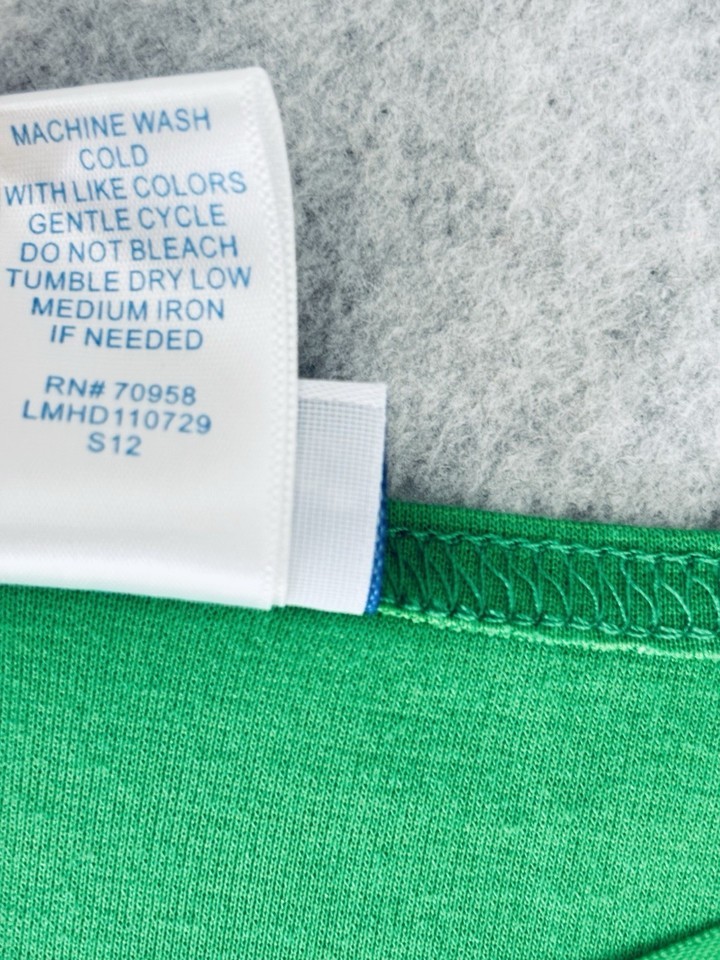 MACHINE WASH
COLD
WITH LIKE COLORS
GENTLE CYCLE
DO NOT BLEACH
TUMBLE DRY LOW
MEDIUM IRON
IF NEEDED
RN# 70958
LMHD110729
S12